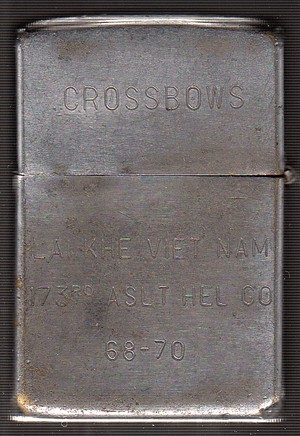 CROSSBOWS
LAI KHE VIET NAM
173RD ASLT HEL CO
68-70